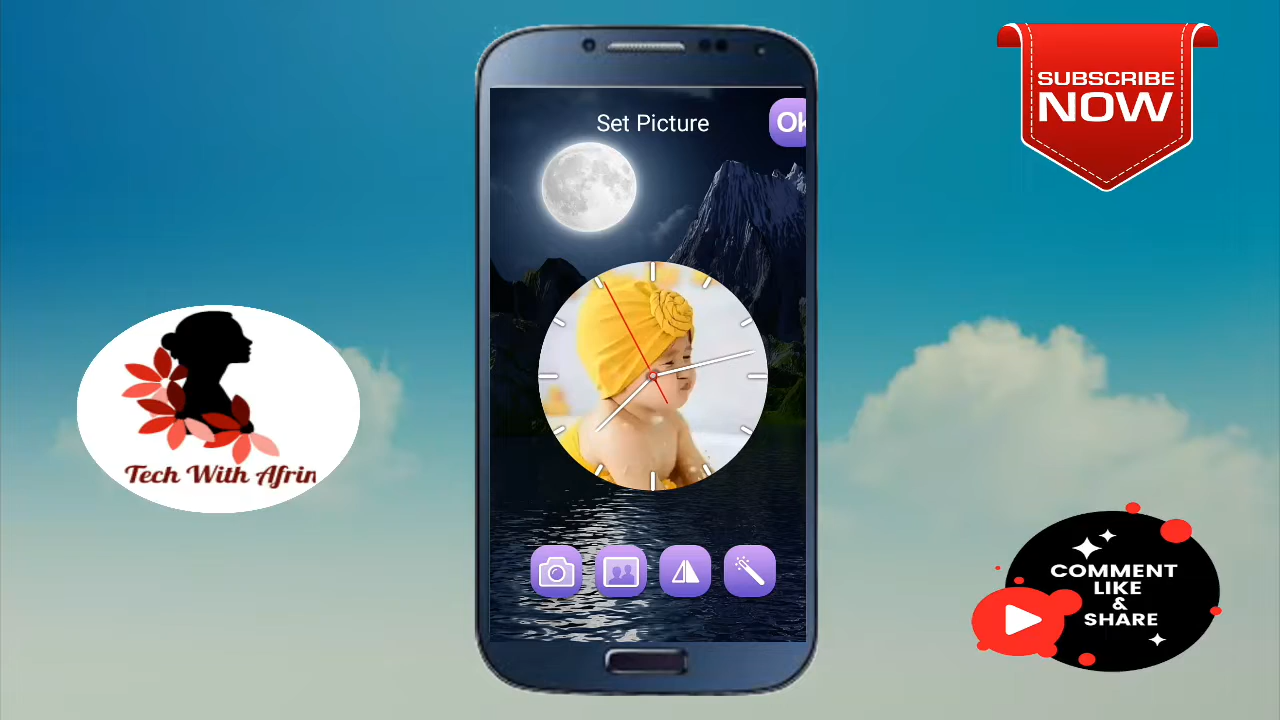 Set Picture
Ok
SUBSCRIBE
NOW
Tech With Afrin
COMMENT
LIKE
&
SHARE